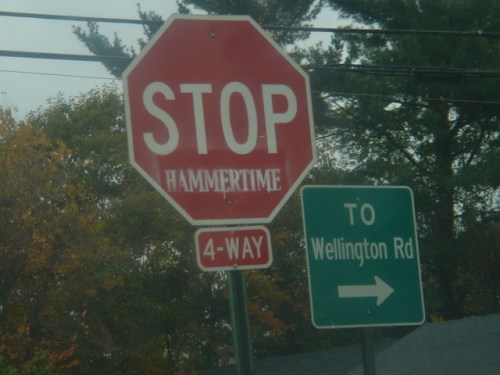 STOP
HAMMERTIME
4-WAY
TO
Wellington Rd